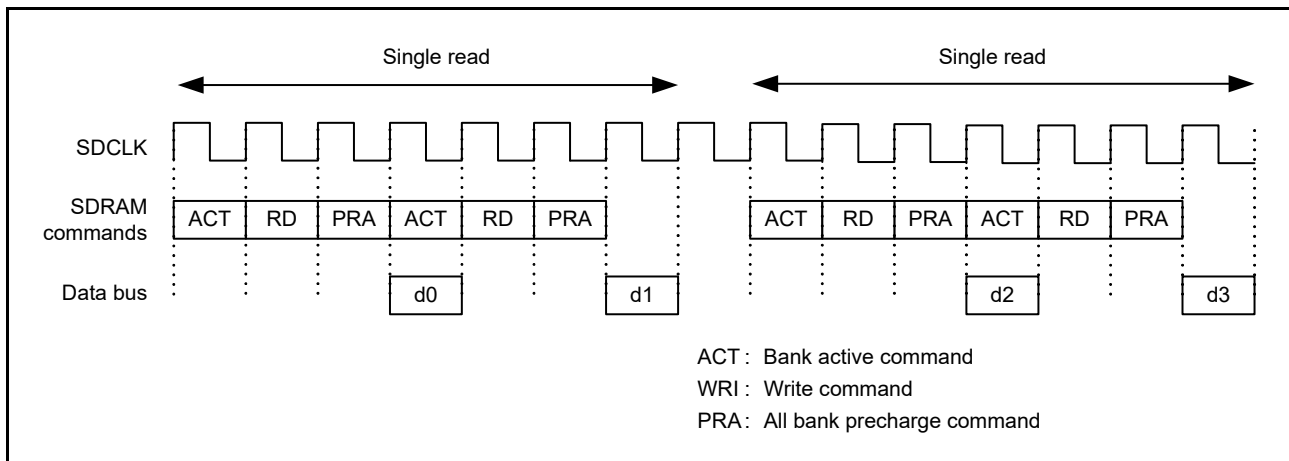 Single read Single read
SDCLK
SDRAM
commands
ACT RD PRA ACT RD PRA ACT RD PRA ACT RD PRA
Data bus d0 d1 d2 d3
ACT : Bank active command
WRI : Write command
PRA : All bank precharge command